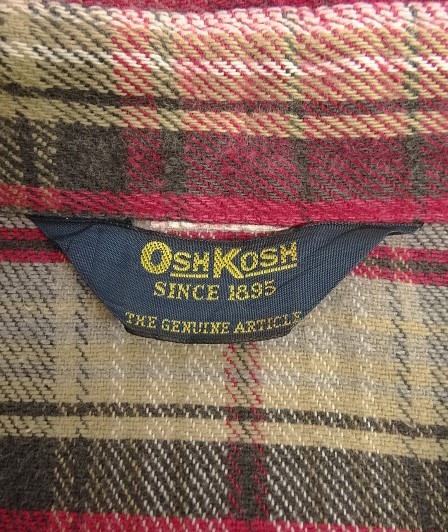 OSHKOSH
SINCE 1895
THE GENUINE ARTICLE